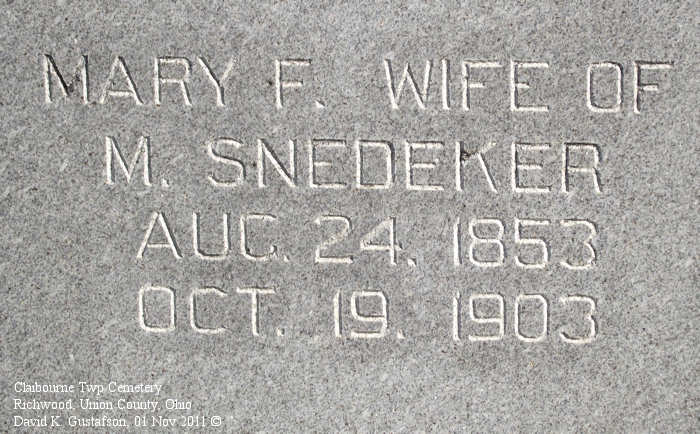 MARY F. WIFE OF
M. SNEDEKER
AUG. 24. 1853
OCT. 19. 1903
Claibourne Twp Cemetery
Richwood, Union County, Ohio
David K. Gustafson, 01 Nov 2011 ©